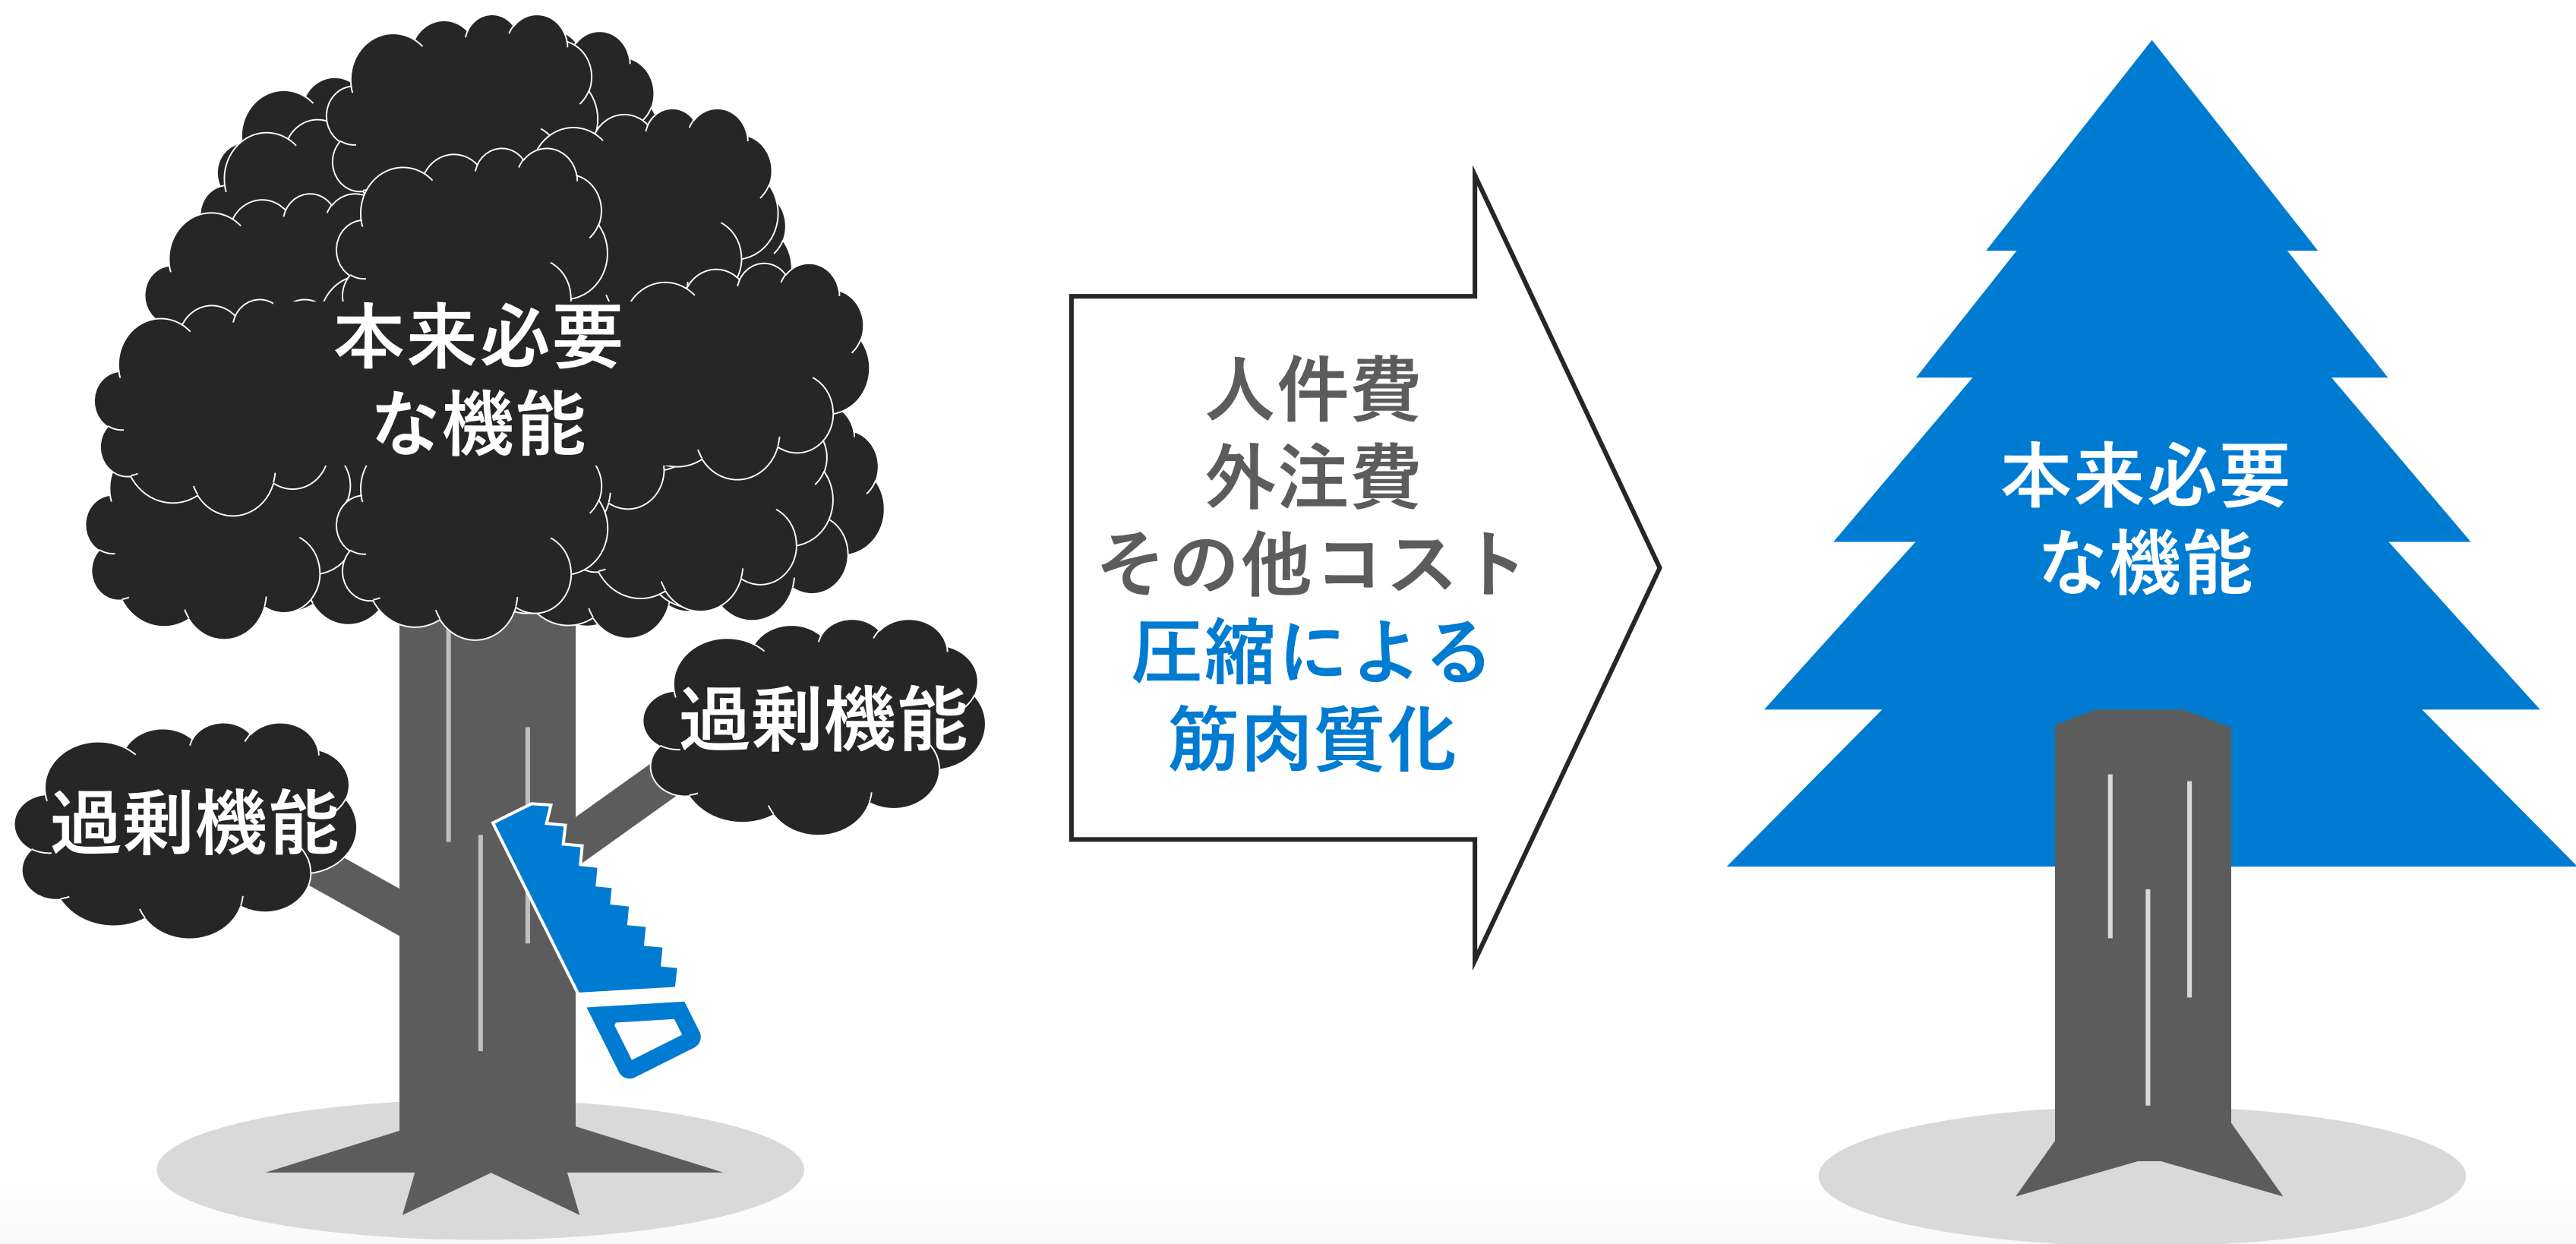 本来必要
な機能
過剰機能
過剰機能
人件費
外注費
その他コスト
圧縮による
筋肉質化
本来必要
な機能